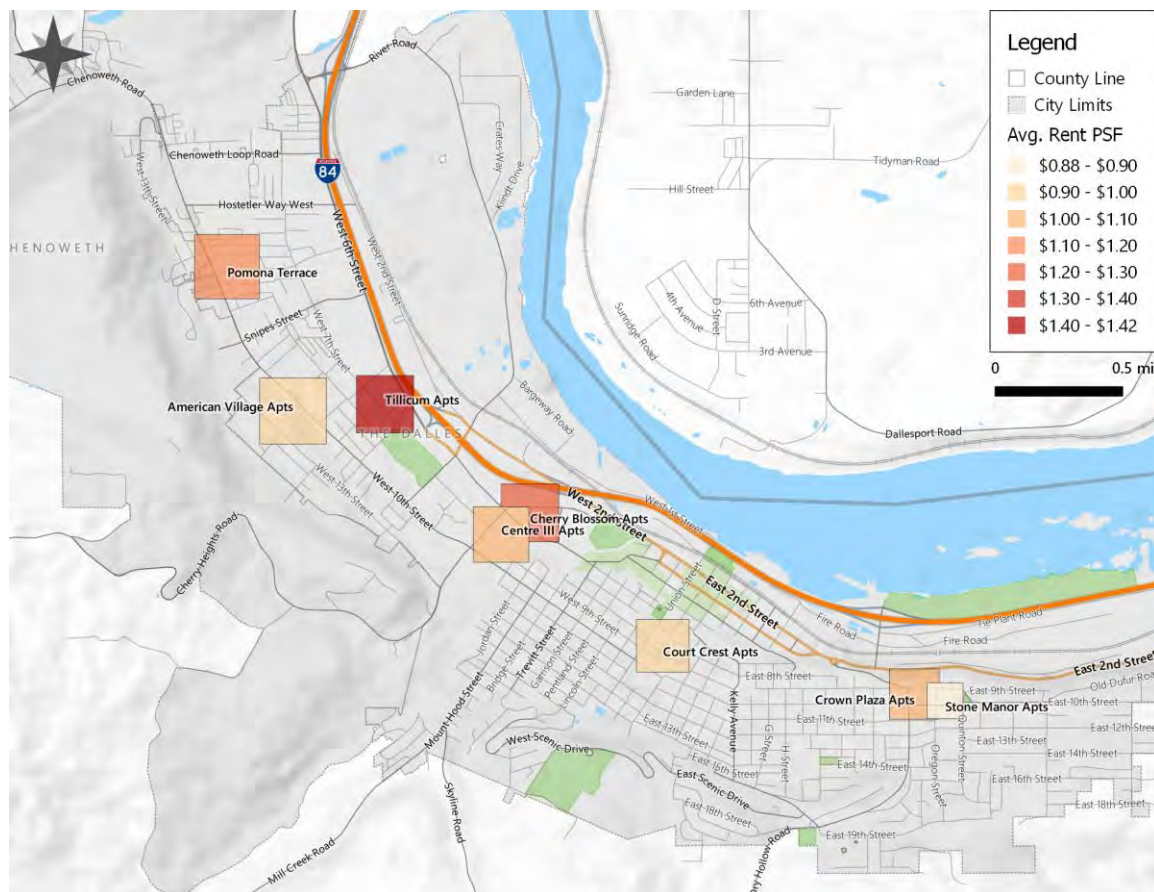 Legend
County Line
City Limits
Avg. Rent PSF
$0.88 - $0.90
$0.90 - $1.00
$1.00 - $1.10
$1.10 - $1.20
$1.20 - $1.30
$1.30 - $1.40
$1.40 - $1.42
0 0.5 mi
River Road
Chenoweth Road
Garden Lane
Crates Way
Tidyman Road
Chenoweth Loop Road
84
Klindt Drive
Hill Street
West 13th Street
Hostetler Way West
HENOWETH
West 6th Street
West 2nd Street
Pomona Terrace
4th Avenue
D Street
6th Avenue
Sunridge Road
Snipes Street
West 7th Street
3rd Avenue
American Village Apts
Tillicum Apts
Bargeway Road
THE DALLES
Dallesport Road
West 13th Street
West 10th Street
West 1st Street
West 2nd Street
Cherry Blossom Apts
Centre III Apts
Cherry Heights Road
Union Street
East 2nd Street
West 9th Street
Fire Road
Tie Plant Road
Fire Road
Jordan Street
Bridge Street
Trevitt Street
Garrison Street
Pentland Street
Lincoln Street
Court Crest Apts
East 2nd Street
East 8th Street
East 9th Street
Old Dufur Road
Crown Plaza Apts
Stone Manor Apts
East 10th Street
Mount Hood Street
Kelly Avenue
East 11th Street
East 12th Street
G Street
H Street
Quinton Street
East 13th Street
East 13th Street
West Scenic Drive
East 14th Street
East 14th Street
Oregon Street
East 15th Street
East 16th Street
East Scenic Drive
Skyline Road
East 18th Street
East 18th Street
East 19th Street
Mill Creek Road
ory Hollow Road